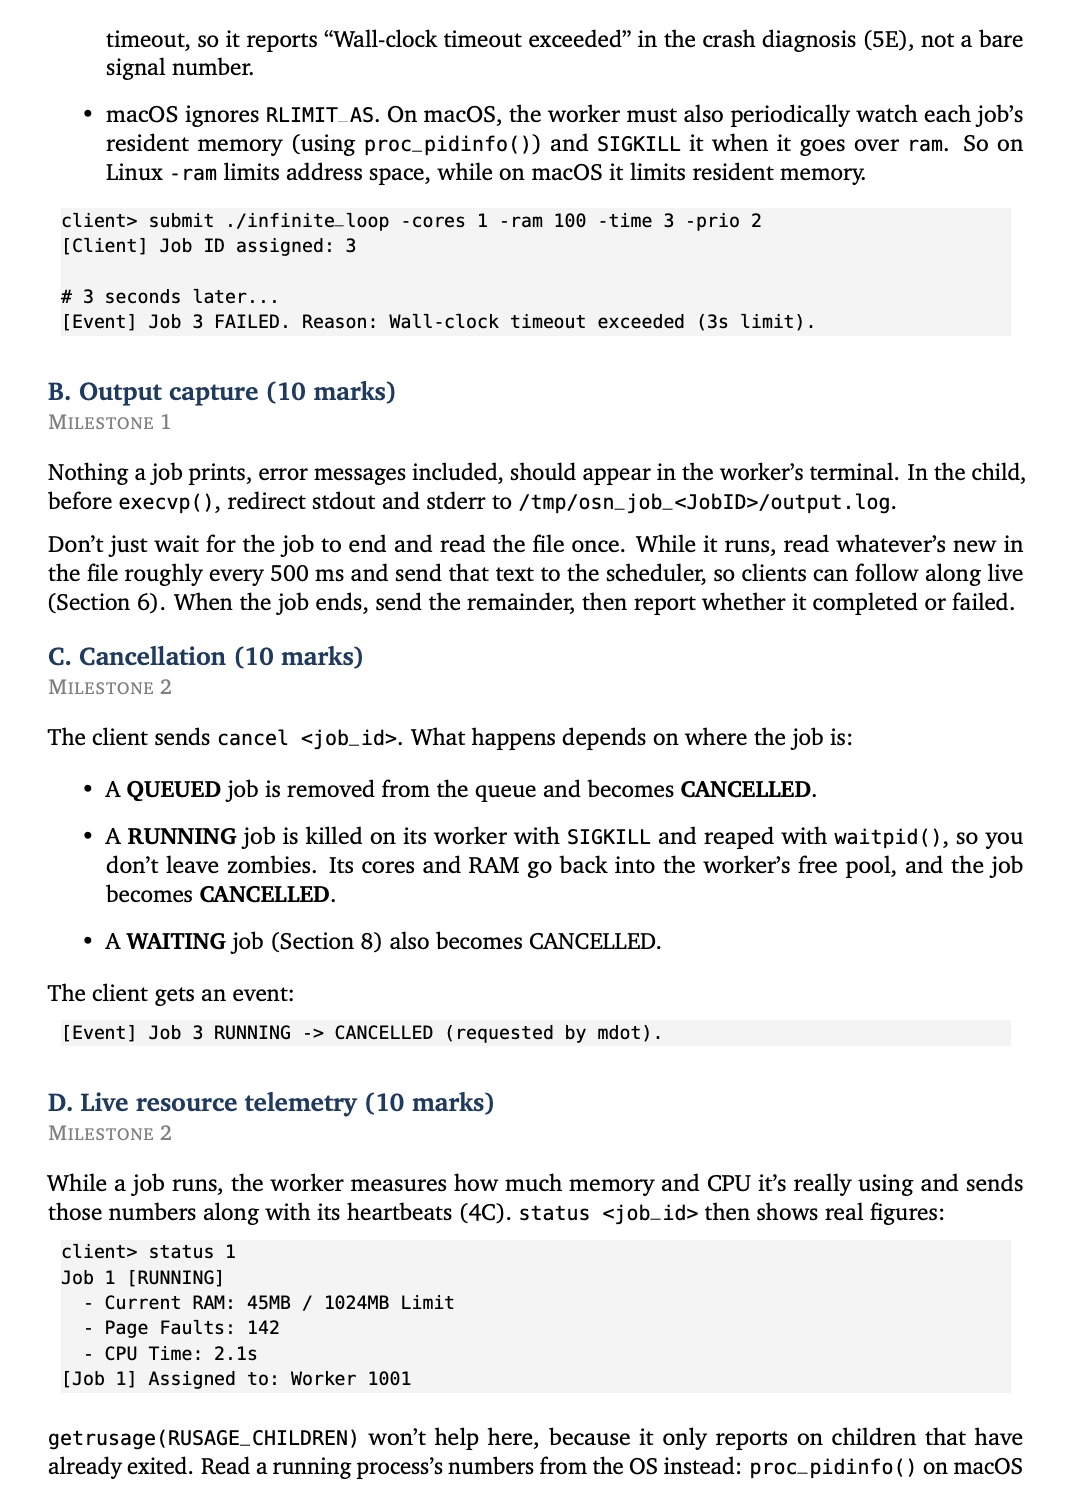 timeout, so it reports “Wall-clock timeout exceeded” in the crash diagnosis (5E), not a bare
signal number.
• macOS ignores RLIMIT_AS. On macOS, the worker must also periodically watch each job’s
resident memory (using proc_pidinfo()) and SIGKILL it when it goes over ram. So on
Linux -ram limits address space, while on macOS it limits resident memory.
client> submit ./infinite_loop -cores 1 -ram 100 -time 3 -prio 2
[Client] Job ID assigned: 3
# 3 seconds later...
[Event] Job 3 FAILED. Reason: Wall-clock timeout exceeded (3s limit).
B. Output capture (10 marks)
MILESTONE 1
Nothing a job prints, error messages included, should appear in the worker’s terminal. In the child,
before execvp(), redirect stdout and stderr to /tmp/osn_job_<JobID>/output.log.
Don’t just wait for the job to end and read the file once. While it runs, read whatever’s new in
the file roughly every 500 ms and send that text to the scheduler, so clients can follow along live
(Section 6). When the job ends, send the remainder, then report whether it completed or failed.
C. Cancellation (10 marks)
MILESTONE 2
The client sends cancel <job_id>. What happens depends on where the job is:
• A QUEUED job is removed from the queue and becomes CANCELLED.
• A RUNNING job is killed on its worker with SIGKILL and reaped with waitpid(), so you
don’t leave zombies. Its cores and RAM go back into the worker’s free pool, and the job
becomes CANCELLED.
• A WAITING job (Section 8) also becomes CANCELLED.
The client gets an event:
[Event] Job 3 RUNNING -> CANCELLED (requested by mdot).
D. Live resource telemetry (10 marks)
MILESTONE 2
While a job runs, the worker measures how much memory and CPU it’s really using and sends
those numbers along with its heartbeats (4C). status <job_id> then shows real figures:
client> status 1
Job 1 [RUNNING]
- Current RAM: 45MB / 1024MB Limit
- Page Faults: 142
- CPU Time: 2.1s
[Job 1] Assigned to: Worker 1001
getrusage(RUSAGE_CHILDREN) won’t help here, because it only reports on children that have
already exited. Read a running process’s numbers from the OS instead: proc_pidinfo() on macOS